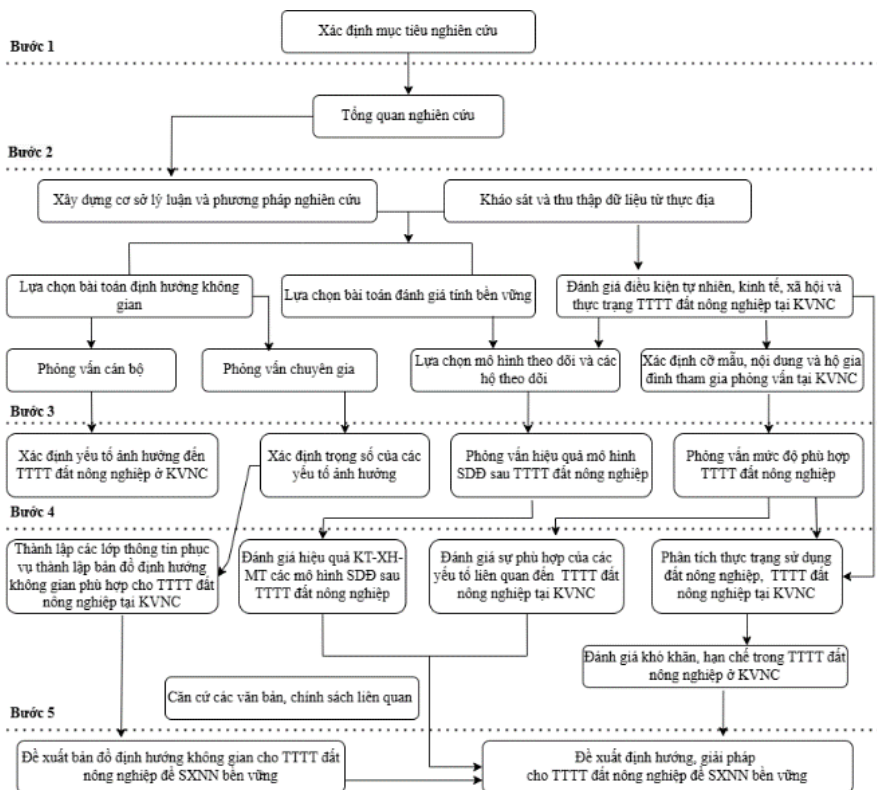 Xác định mục tiêu nghiên cứu
Bước 1
Tổng quan nghiên cứu
Bước 2
Xây dựng cơ sở lý luận và phương pháp nghiên cứu
Khảo sát và thu thập dữ liệu từ thực địa
Lựa chọn bài toán định hướng không
gian
Lựa chọn bài toán đánh giá tính bền vững
Đánh giá điều kiện tự nhiên, kinh tế, xã hội và
thực trạng TTTT đất nông nghiệp tại KVNC
Phỏng vấn cán bộ
Phỏng vấn chuyên gia
Lựa chọn mô hình theo dõi và các
hộ theo dõi
Xác định cỡ mẫu, nội dung và hộ gia
đình tham gia phỏng vấn tại KVNC
Bước 3
Xác định yếu tố ảnh hưởng đến
TTTT đất nông nghiệp ở KVNC
Xác định trọng số của các
yếu tố ảnh hưởng
Phỏng vấn hiệu quả mô hình
SDĐ sau TTTT đất nông nghiệp
Phỏng vấn mức độ phù hợp
TTTT đất nông nghiệp
Bước 4
Thành lập các lớp thông tin phục
vụ thành lập bản đồ định hướng
không gian phù hợp cho TTTT đất
nông nghiệp tại KVNC
Đánh giá hiệu quả KT-XH-
MT các mô hình SDĐ sau
TTTT đất nông nghiệp
Đánh giá sự phù hợp của các
yếu tố liên quan đến TTTT đất
nông nghiệp tại KVNC
Phân tích thực trạng sử dụng
đất nông nghiệp, TTTT đất
nông nghiệp tại KVNC
Đánh giá khó khăn, hạn chế trong TTTT đất
nông nghiệp ở KVNC
Căn cứ các văn bản, chính sách liên quan
Bước 5
Đề xuất bản đồ định hướng không gian cho TTTT đất
nông nghiệp để SXNN bền vững
Đề xuất định hướng, giải pháp
cho TTTT đất nông nghiệp để SXNN bền vững